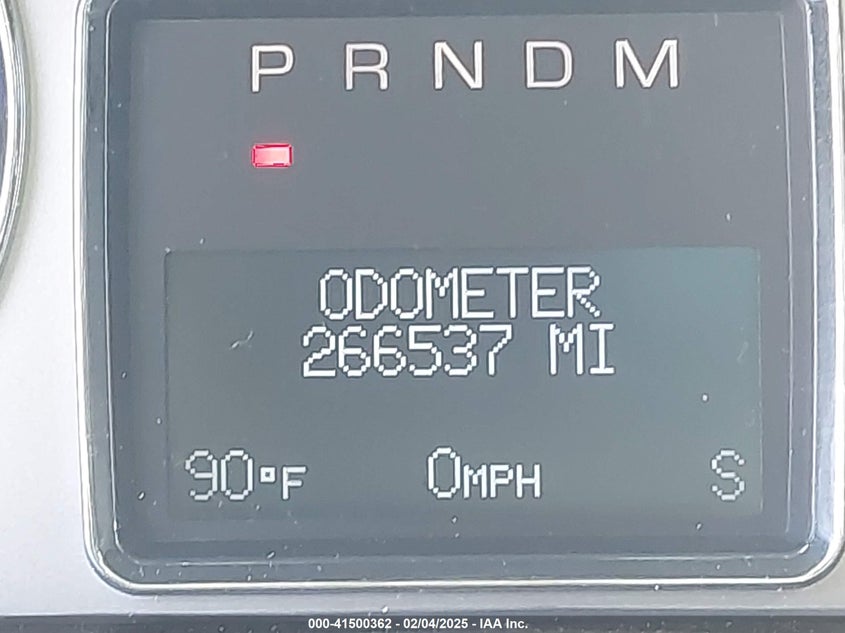 P R N D M
ODOMETER
266537 MI
90°F 0MPH S
000-41500362 - 02/04/2025 - IAA Inc.